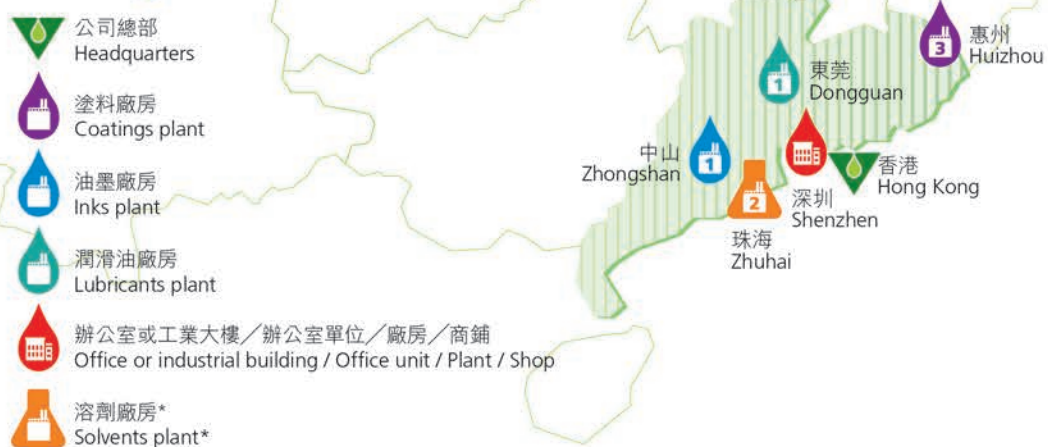 公司總部
Headquarters
塗料廠房
Coatings plant
油墨廠房
Inks plant
潤滑油廠房
Lubricants plant
辦公室或工業大樓／辦公室單位／廠房／商鋪
Office or industrial building / Office unit / Plant / Shop
溶劑廠房*
Solvents plant*
3
惠州
Huizhou
1
東莞
Dongguan
中山
Zhongshan
1
香港
Hong Kong
深圳
Shenzhen
2
珠海
Zhuhai